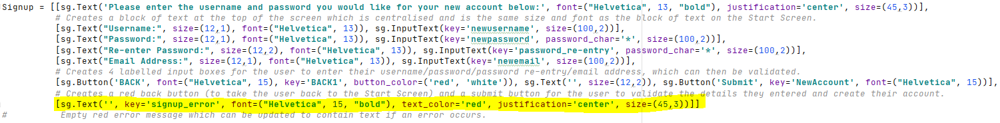 Signup = [[sg.Text('Please enter the username and password you would like for your new account below:', font=("Helvetica", 13, "bold"), justification='center', size=(45,3))],
# Creates a block of text at the top of the screen which is centralised and is the same size and font as the block of text on the Start Screen.
[sg.Text("Username:", size=(12,1), font=("Helvetica", 13)), sg.InputText(key='newusername', size=(100,2))],
[sg.Text("Password:", size=(12,1), font=("Helvetica", 13)), sg.InputText(key='newpassword', password_char='*', size=(100,2))],
[sg.Text("Re-enter Password:", size=(12,2), font=("Helvetica", 13)), sg.InputText(key='password_re-entry', password_char='*', size=(100,2))],
[sg.Text("Email Address:", size=(12,1), font=("Helvetica", 13)), sg.InputText(key='newemail', size=(100,2))],
# Creates 4 labelled input boxes for the user to enter their username/password/password re-entry/email address, which can then be validated.
[sg.Button('BACK', font=("Helvetica", 15), key='BACK1', button_color=('red', 'white')), sg.Text('', size=(12,2)), sg.Button('Submit', key='NewAccount', font=("Helvetica", 15))],
# Creates a red back button (to take the user back to the Start Screen) and a submit button for the user to validate the details they entered and create their account.
[sg.Text('', key='signup_error', font=("Helvetica", 15, "bold"), text_color='red', justification='center', size=(45,3))]]
# Empty red error message which can be updated to contain text if an error occurs.